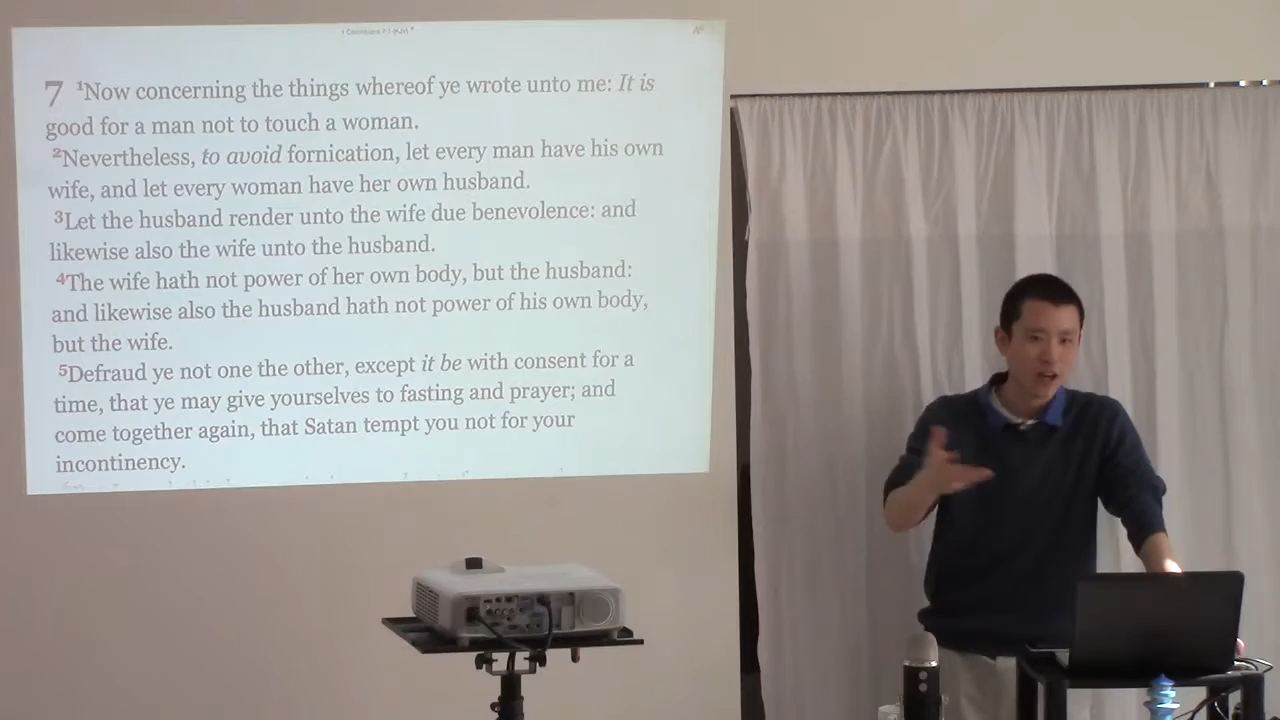 1 Corinthians 7:1 (KJV)
7 ¹Now concerning the things whereof ye wrote unto me: It is
good for a man not to touch a woman.
²Nevertheless, to avoid fornication, let every man have his own
wife, and let every woman have her own husband.
³Let the husband render unto the wife due benevolence: and
likewise also the wife unto the husband.
⁴The wife hath not power of her own body, but the husband:
and likewise also the husband hath not power of his own body,
but the wife.
⁵Defraud ye not one the other, except it be with consent for a
time, that ye may give yourselves to fasting and prayer; and
come together again, that Satan tempt you not for your
incontinency.